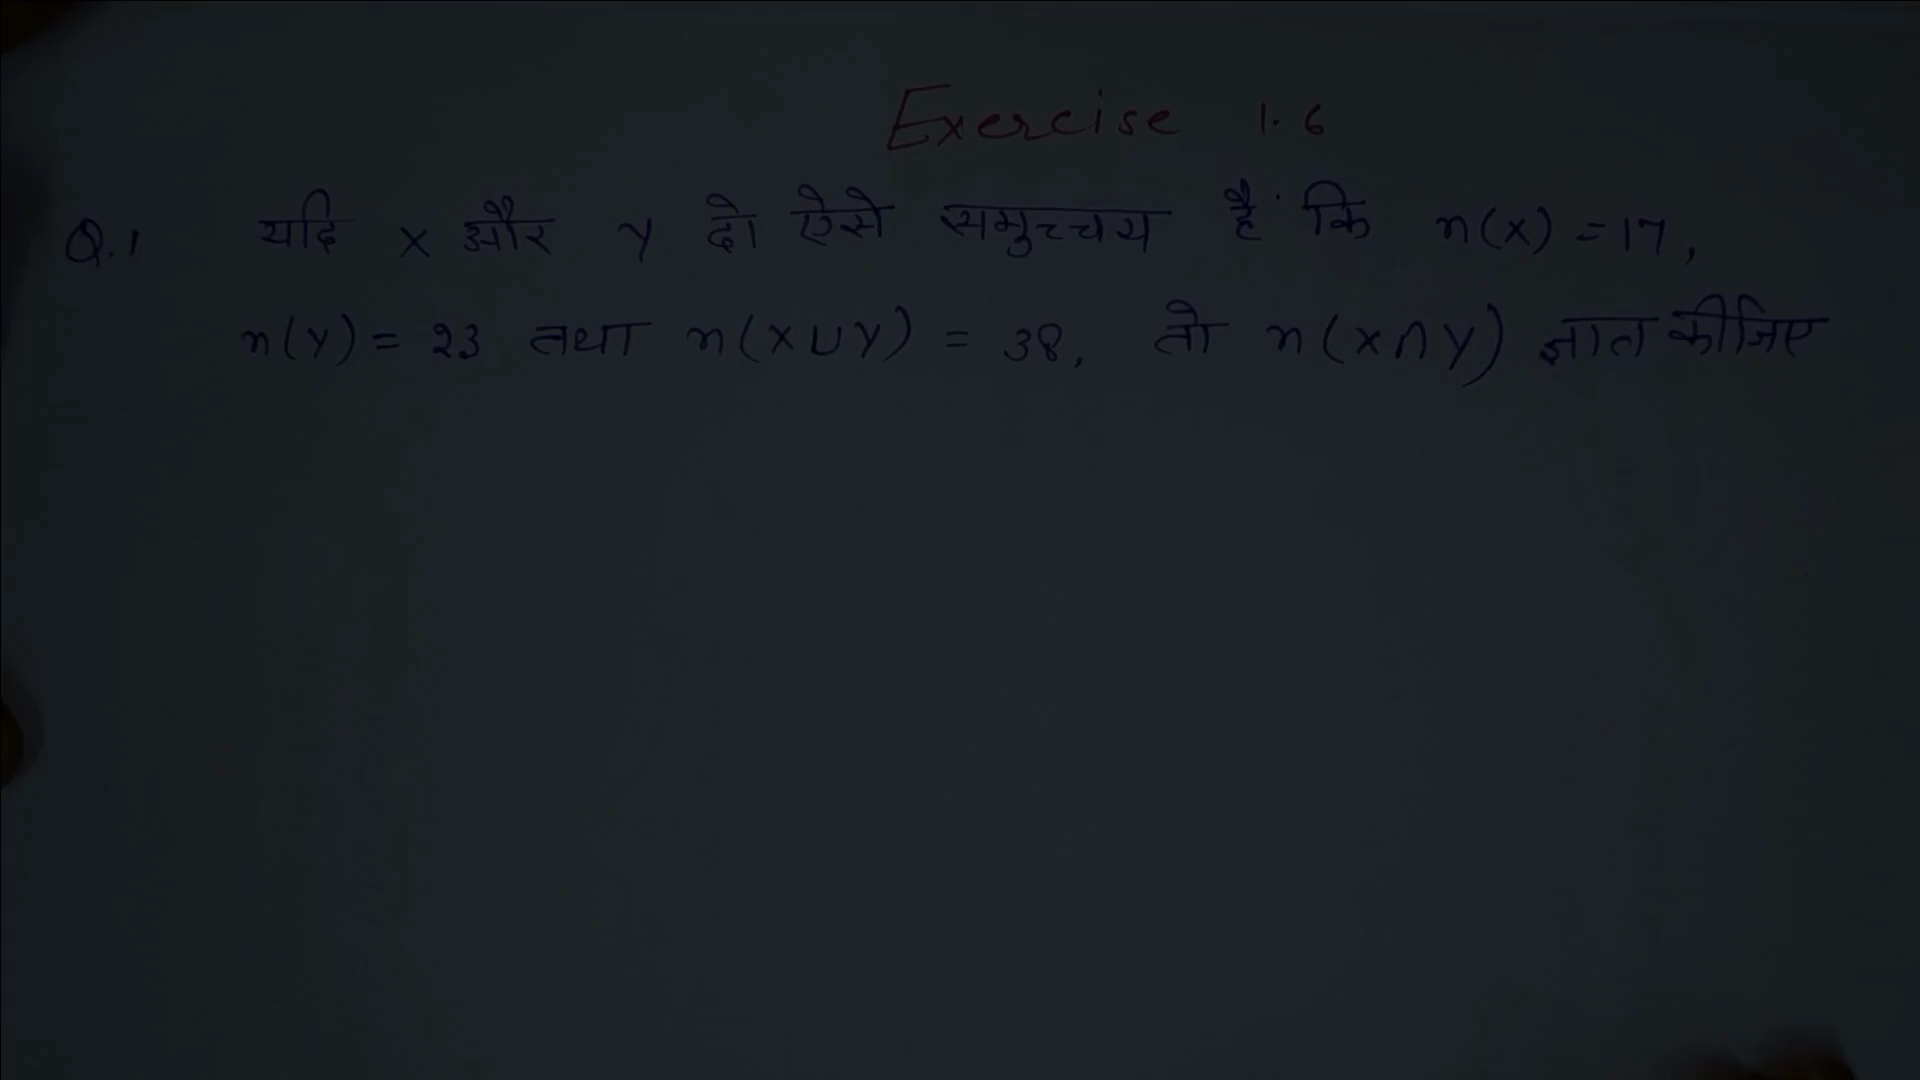 Exercise 1.6
Q.1 यदि x और y दो ऐसे समुच्चय हैं कि n(x) = 17,
n(y) = 23 तथा n(x∪y) = 38, तो n(x∩y) ज्ञात कीजिए